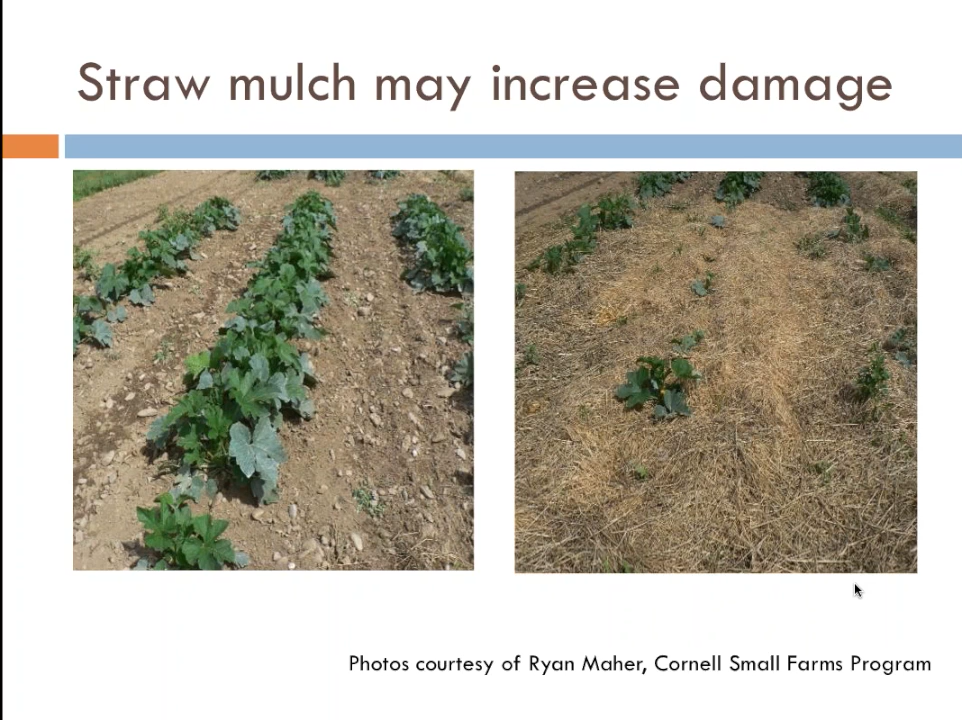 Straw mulch may increase damage
Photos courtesy of Ryan Maher, Cornell Small Farms Program